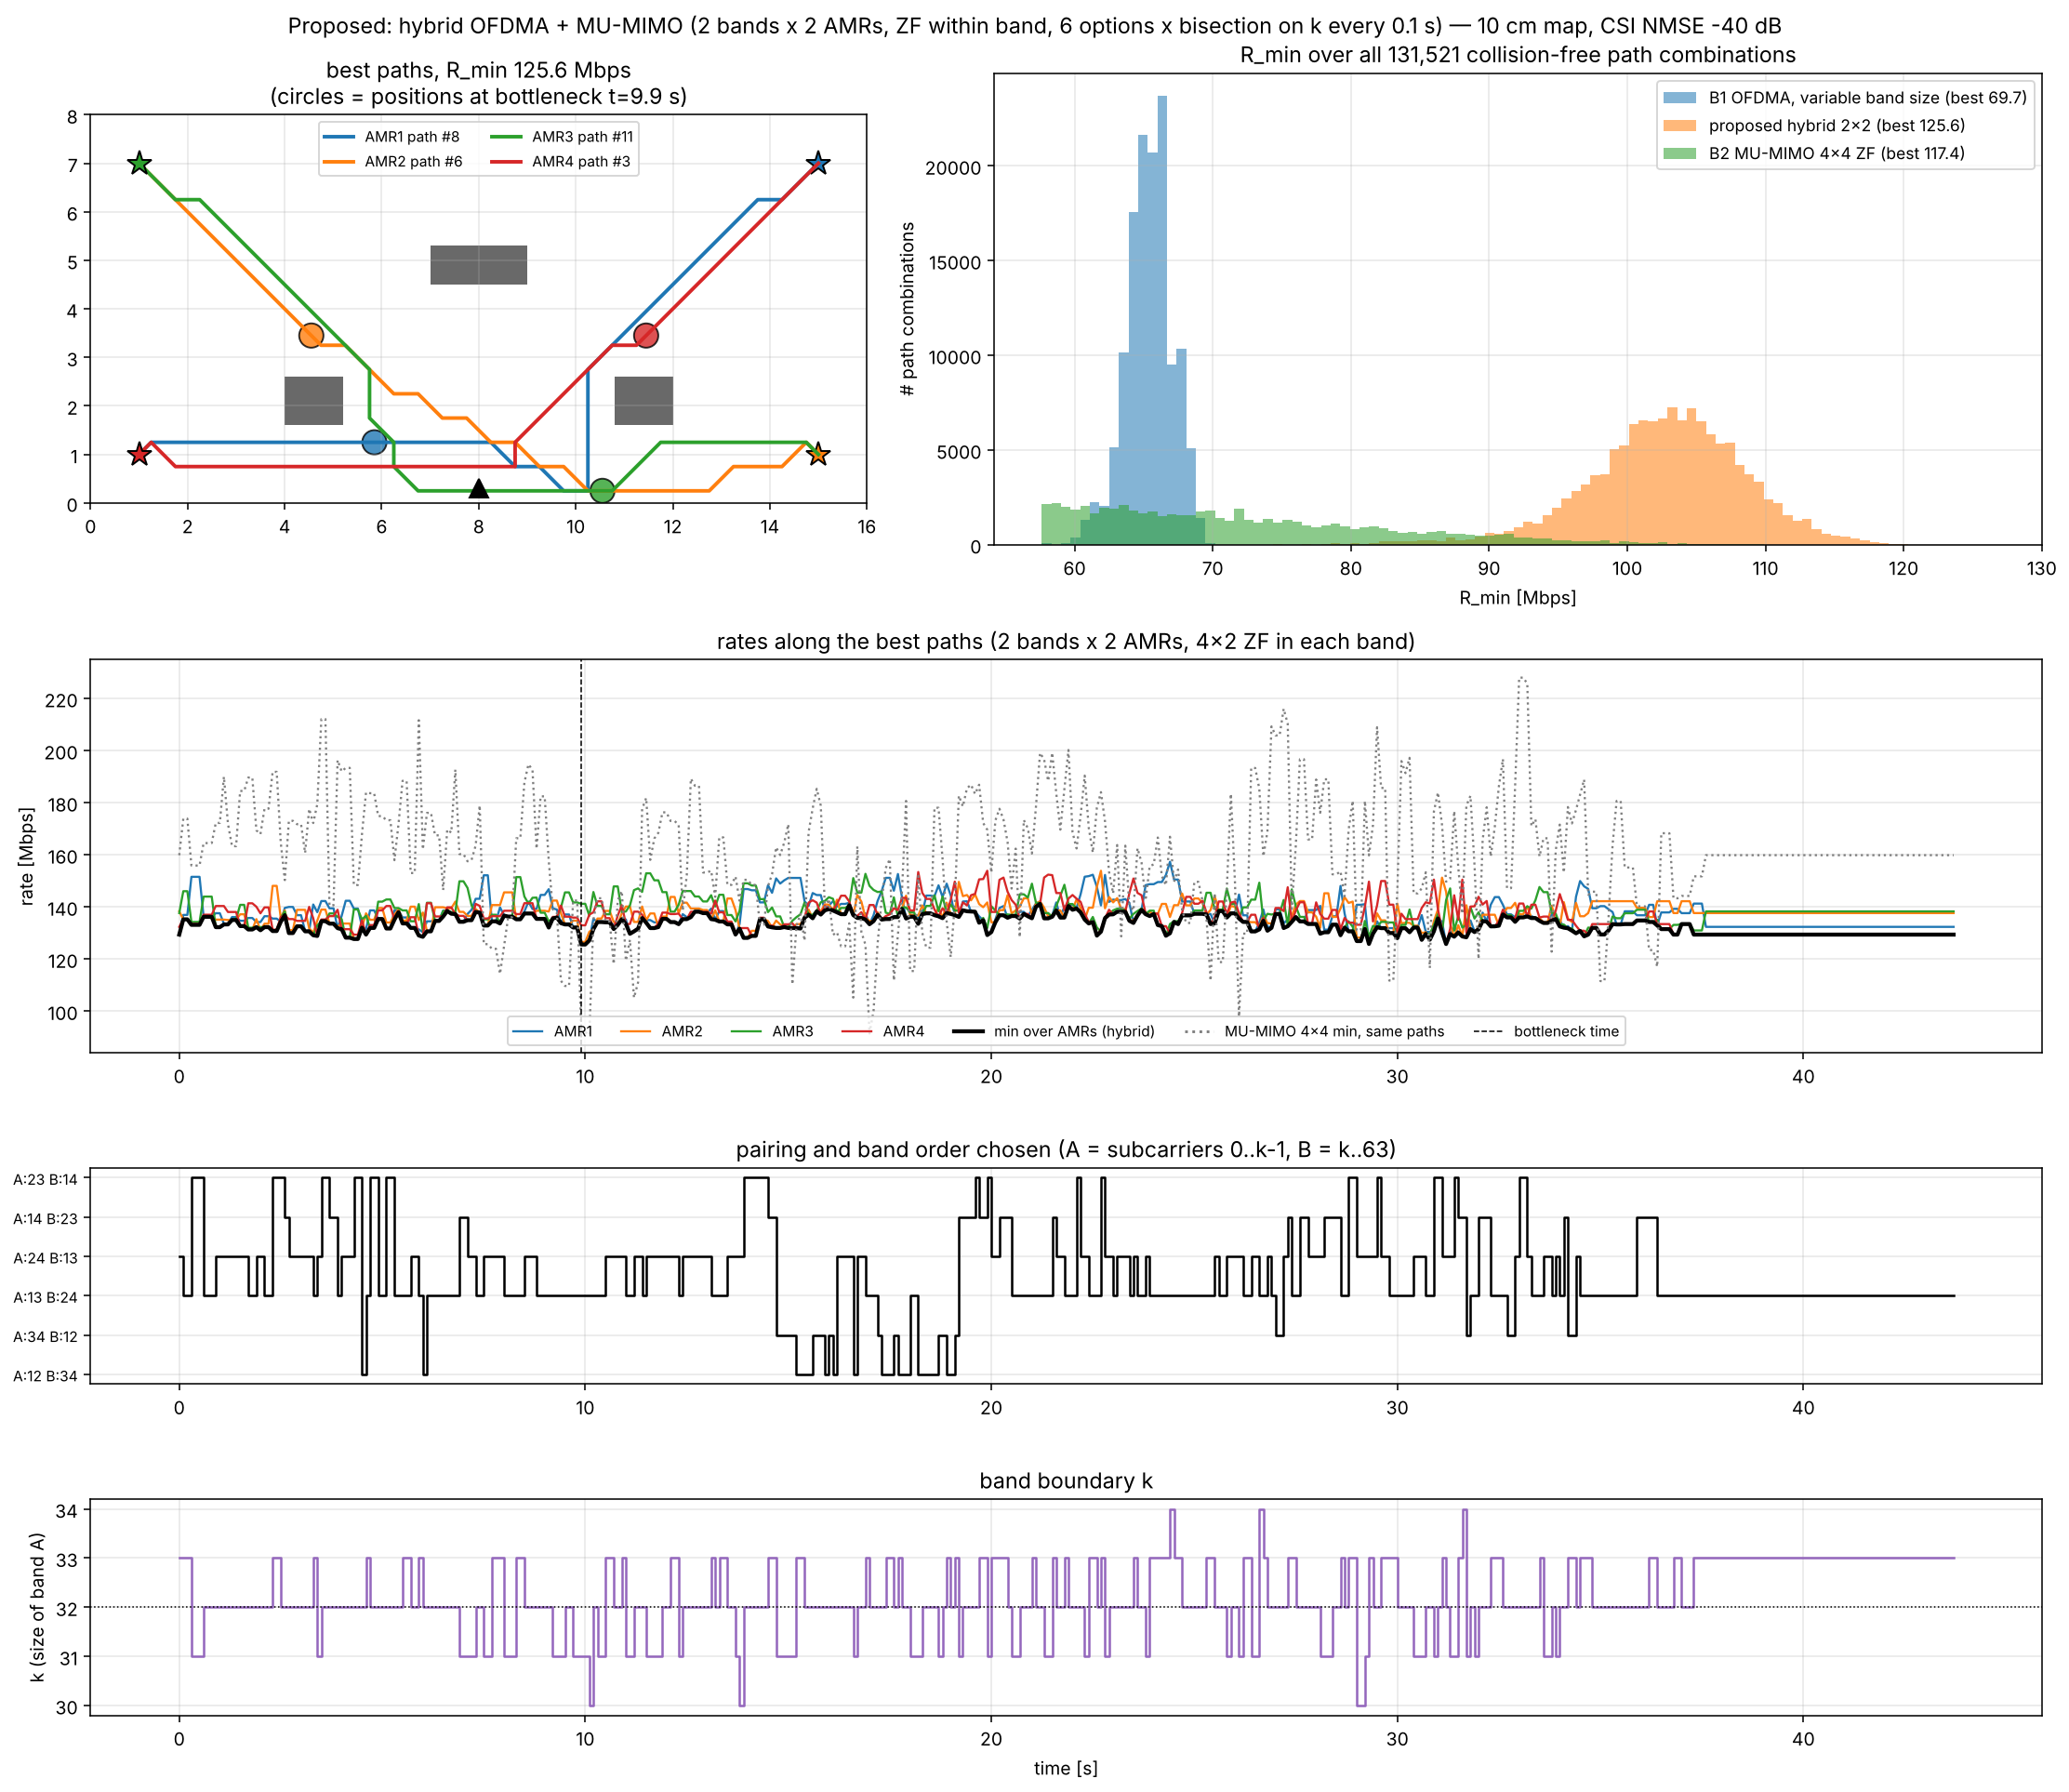 Proposed: hybrid OFDMA + MU-MIMO (2 bands x 2 AMRs, ZF within band, 6 options x bisection on k every 0.1 s) — 10 cm map, CSI NMSE -40 dB
best paths, R_min 125.6 Mbps
(circles = positions at bottleneck t=9.9 s)
AMR1 path #8
AMR2 path #6
AMR3 path #11
AMR4 path #3
8
7
6
5
4
3
2
1
0
0 2 4 6 8 10 12 14 16
R_min over all 131,521 collision-free path combinations
B1 OFDMA, variable band size (best 69.7)
proposed hybrid 2×2 (best 125.6)
B2 MU-MIMO 4×4 ZF (best 117.4)
# path combinations
20000
15000
10000
5000
0
60 70 80 90 100 110 120 130
R_min [Mbps]
rates along the best paths (2 bands x 2 AMRs, 4×2 ZF in each band)
rate [Mbps]
220
200
180
160
140
120
100
AMR1 AMR2 AMR3 AMR4 min over AMRs (hybrid) MU-MIMO 4×4 min, same paths bottleneck time
0 10 20 30 40
pairing and band order chosen (A = subcarriers 0..k-1, B = k..63)
A:23 B:14
A:14 B:23
A:24 B:13
A:13 B:24
A:34 B:12
A:12 B:34
0 10 20 30 40
band boundary k
k (size of band A)
34
33
32
31
30
0 10 20 30 40
time [s]